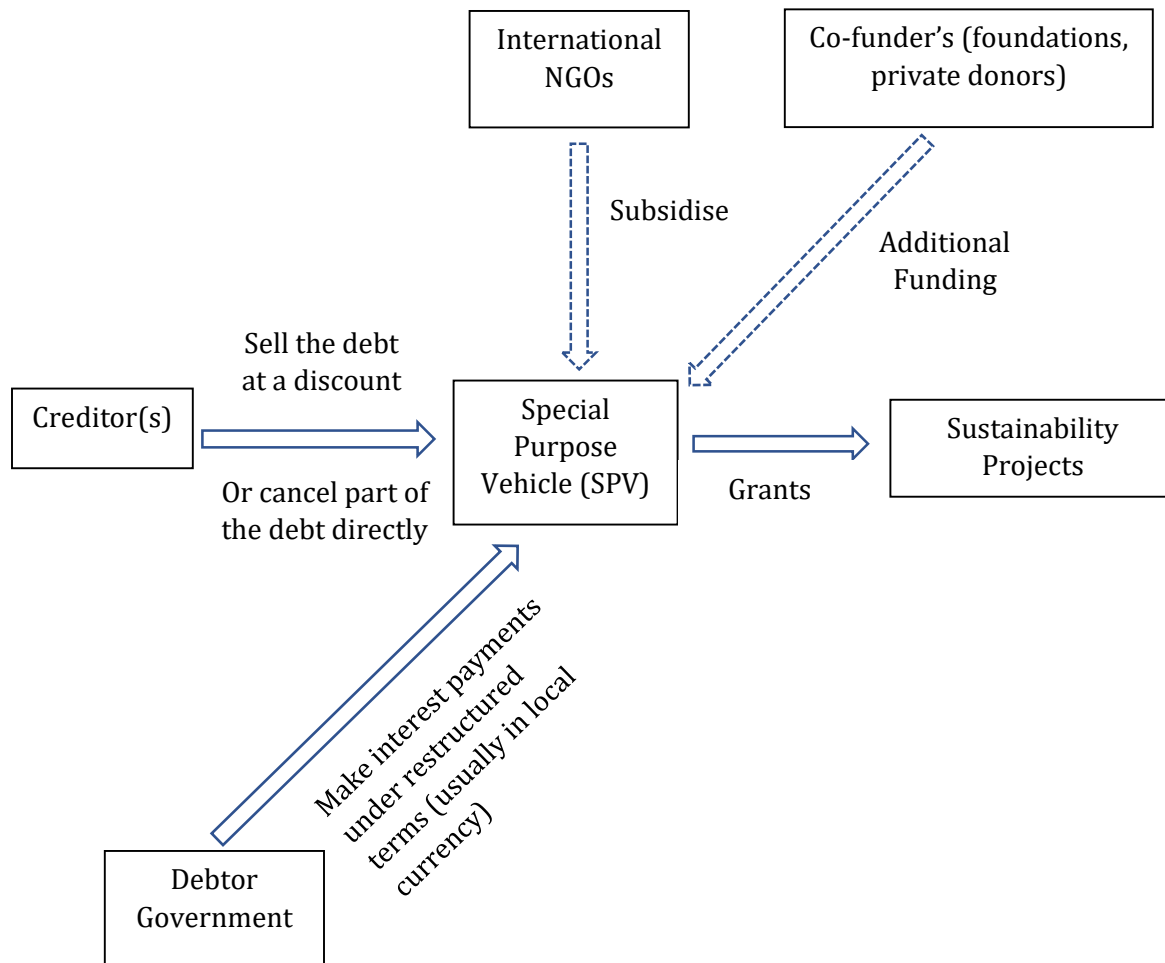 International
NGOs
Co-funder’s (foundations,
private donors)
Subsidise
Additional
Funding
Sell the debt
at a discount
Creditor(s)
Special
Purpose
Vehicle (SPV)
Sustainability
Projects
Or cancel part of
the debt directly
Grants
Make interest payments
under restructured
terms (usually in local
currency)
Debtor
Government